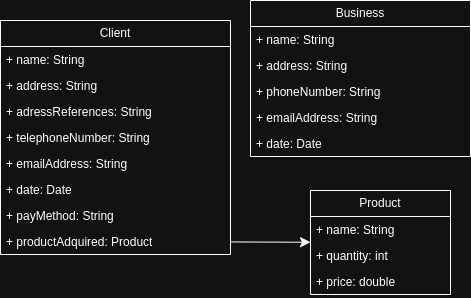 Client
+ name: String
+ address: String
+ adressReferences: String
+ telephoneNumber: String
+ emailAddress: String
+ date: Date
+ payMethod: String
+ productAdquired: Product
Business
+ name: String
+ address: String
+ phoneNumber: String
+ emailAddress: String
+ date: Date
Product
+ name: String
+ quantity: int
+ price: double